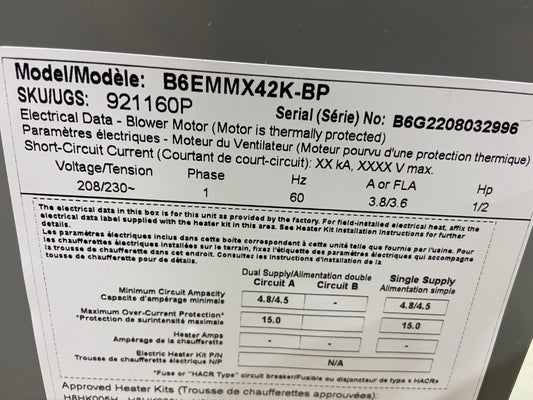 Model/Modèle: B6EMMX42K-BP
SKU/UGS: 921160P Serial (Série) No: B6G2208032996
Electrical Data - Blower Motor (Motor is thermally protected)
Paramètres électriques - Moteur du Ventilateur (Moteur pourvu d'une protection thermique)
Short-Circuit Current (Courtant de court-circuit): XX kA, XXXX V max.
Voltage/Tension Phase Hz A or FLA Hp
208/230~ 1 60 3.8/3.6 1/2
The electrical data in this box is for this unit as provided by the factory. For field-installed electrical heat, affix the
electrical data label supplied with the heater kit in this area. See Heater Kit Installation Instructions for further
details.
Les paramètres électriques inclus dans cette boite correspondent à cette unité telle que fournie par l'usine. Pour
les chaufferettes électriques installées sur le terrain, fixez l'étiquette des paramètres électriques qui accompagne
la trousse de chaufferette dans cet endroit. Consultez les Instructions d'installation de la
tousse de chaufferette pour de détails.
Dual Supply/Alimentation double Single Supply
Circuit A Circuit B Alimentation simple
Minimum Circuit Ampacity
Capacité d'ampérage minimale 4.8/4.5 - 4.8/4.5
Maximum Over-Current Protection*
*Protection de surintensité maximale 15.0 15.0
Heater Amps
Ampérage de la chaufferette - - -
Electric Heater Kit P/N
Trousse de chaufferette électrique N/P N/A
*Fuse or "HACR Type" circuit breaker/Fusible ou disjoncteur de type « HACR»
Approved Heater Kits (Trousse de chaufferettes approuvées):